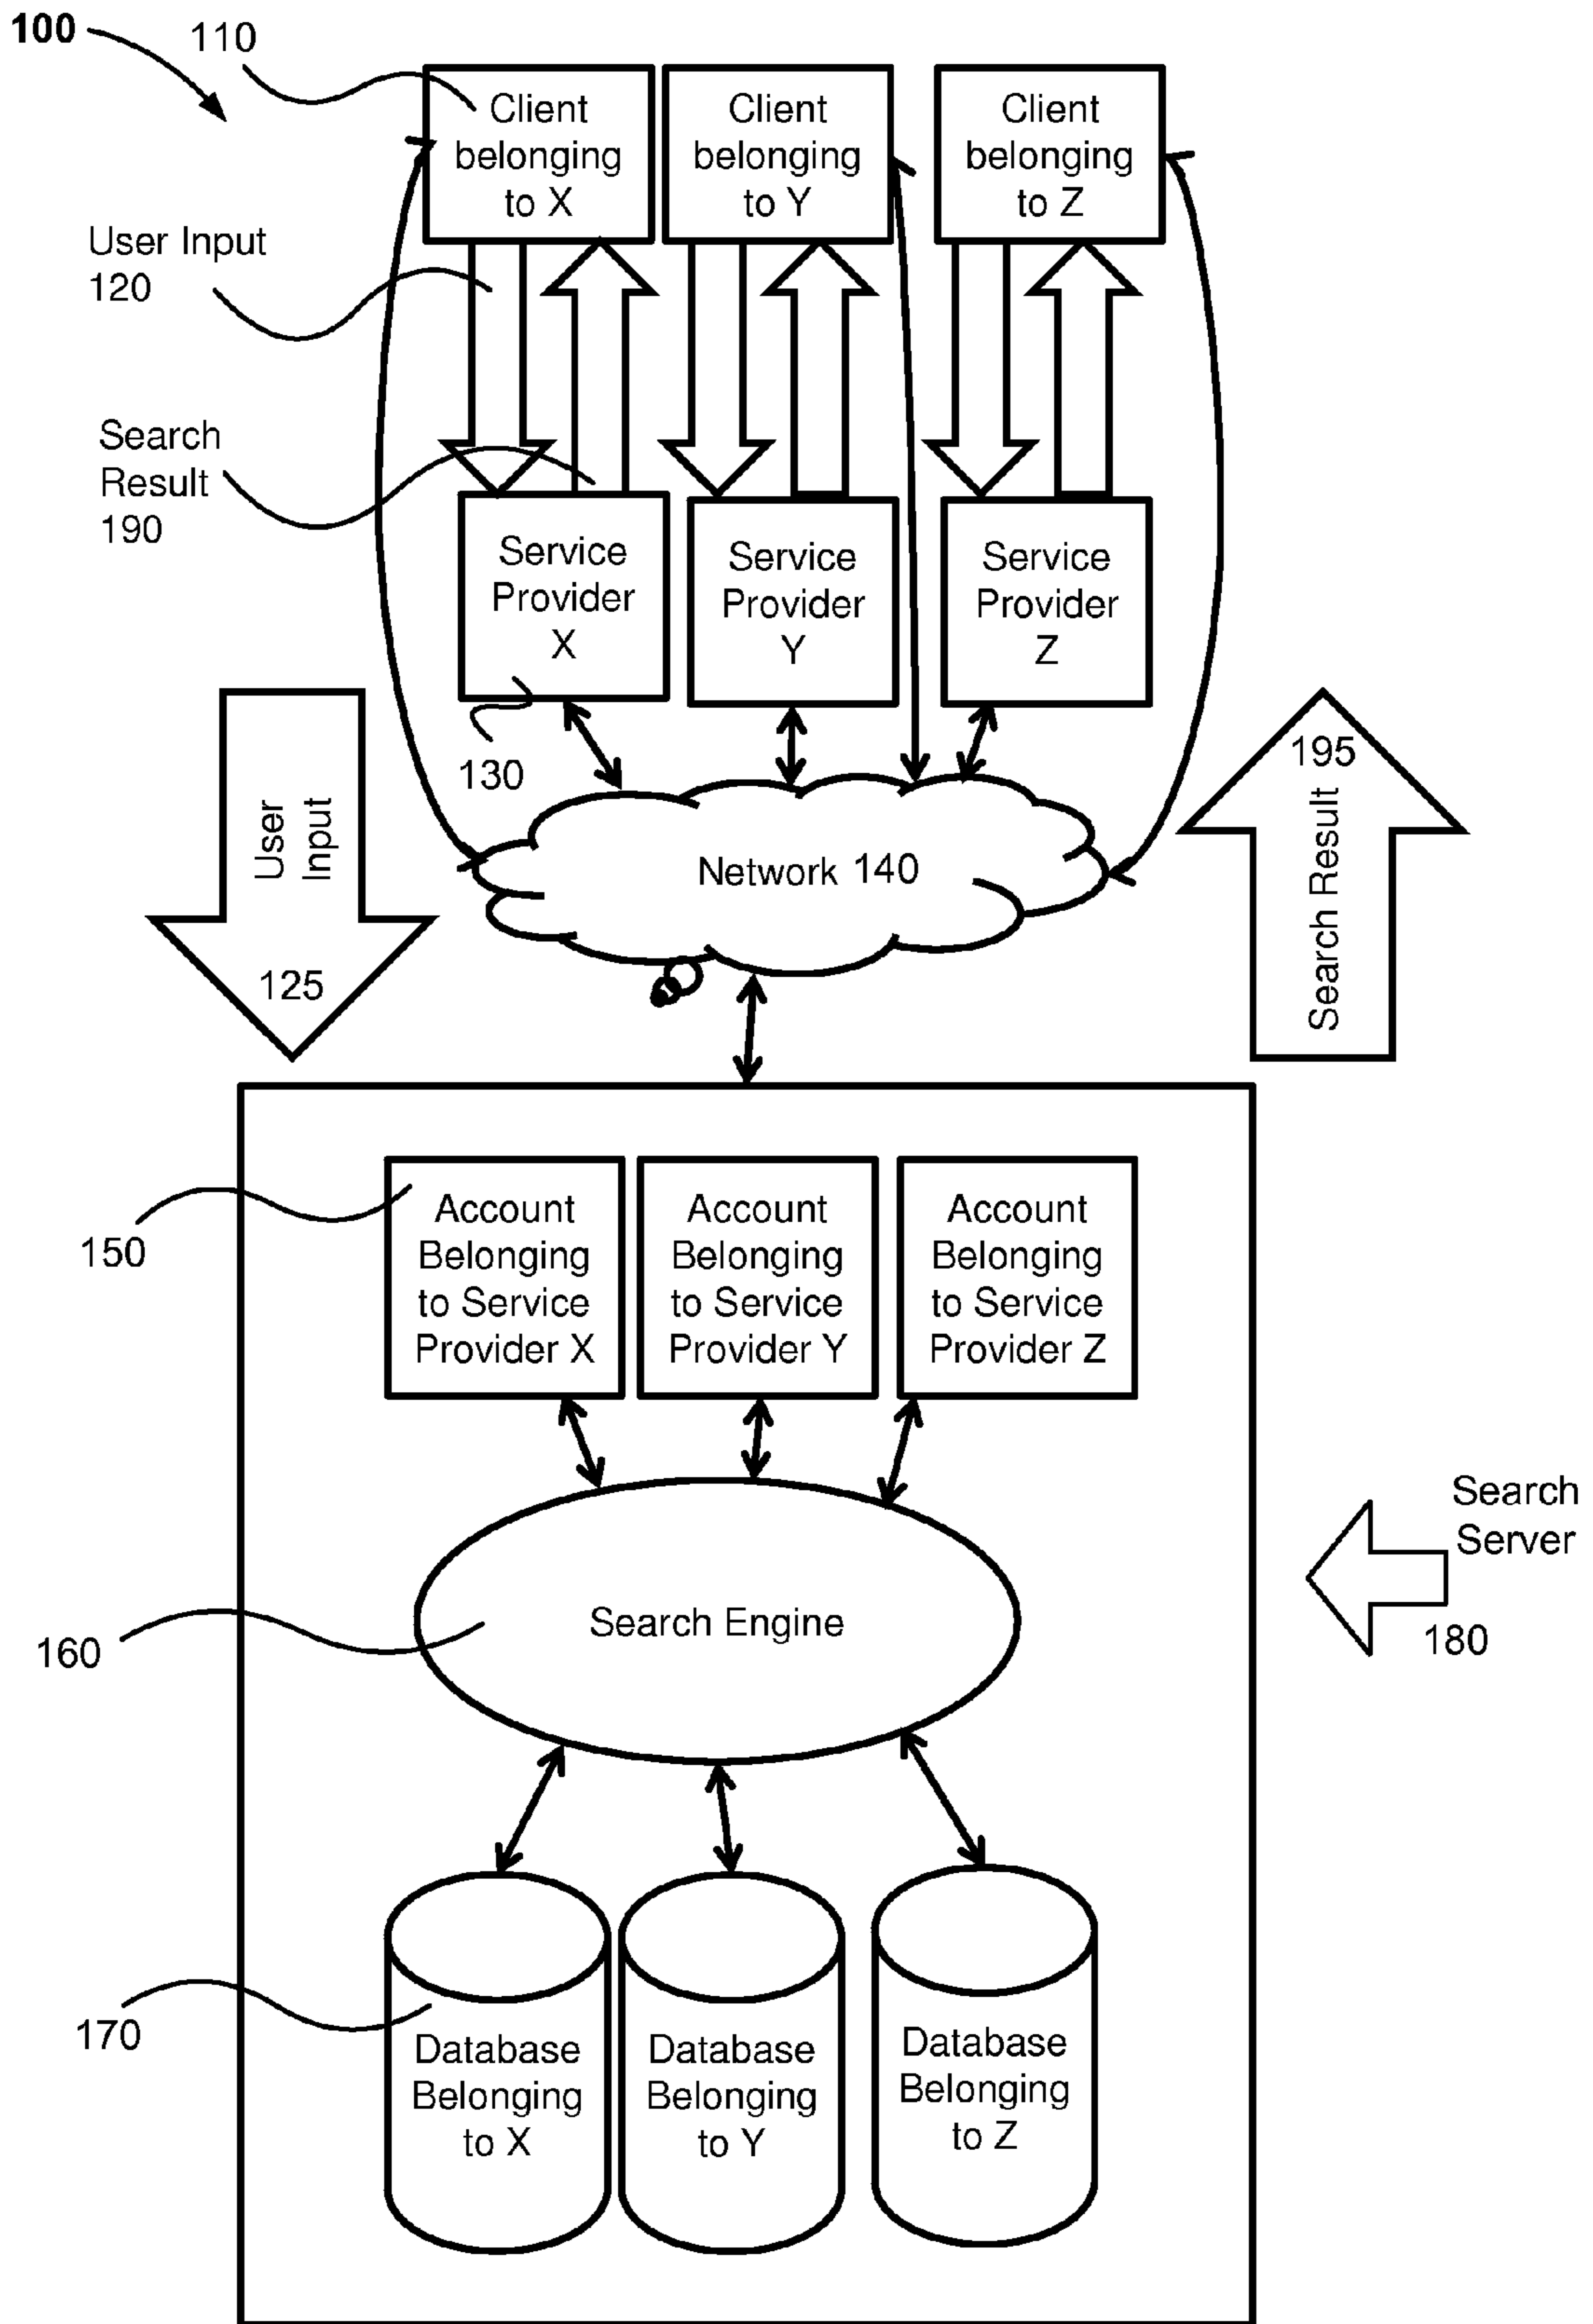 100
110
Client
belonging
to X
Client
belonging
to Y
Client
belonging
to Z
User Input
120
Search
Result
190
Service
Provider
X
Service
Provider
Y
Service
Provider
Z
130
User
Input
125
195
Search Result
Network 140
150
Account
Belonging
to Service
Provider X
Account
Belonging
to Service
Provider Y
Account
Belonging
to Service
Provider Z
Search
Server
180
160
Search Engine
170
Database
Belonging
to X
Database
Belonging
to Y
Database
Belonging
to Z